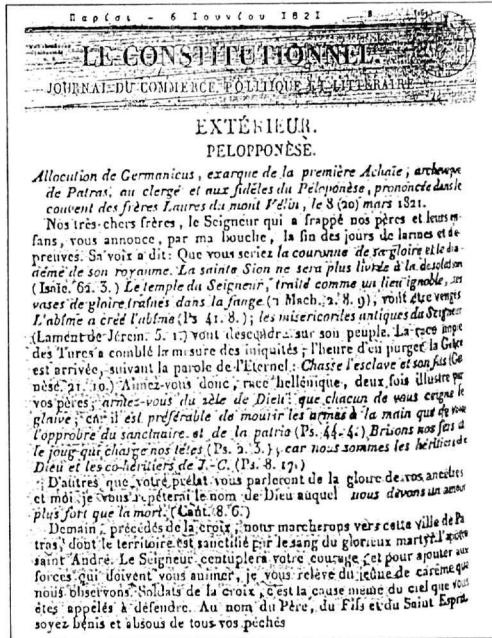 Παρίσι - 6 Ιουνίου 1821
LE CONSTITUTIONNEL,
JOURNAL DU COMMERCE, POLITIQUE ET LITTÉRAIRE
EXTÉRIEUR.
PELOPPONÈSE.
Allocution de Germanicus, exarque de la première Achaïe, archevêque
de Patras, au clergé et aux fidèles du Péloponèse, prononcée dans le
couvent des frères Laures du mont Vélin, le 8 (20) mars 1821.
Nos très-chers frères, le Seigneur qui a frappé nos pères et leurs en-
fans, vous annonce, par ma bouche, la fin des jours de larmes et de
preuves. Sa voix a dit: Que vous seriez la couronne de sa gloire et le dia-
dème de son royaume. La sainte Sion ne sera plus livrée à la désolation
(Isaïe. 62. 3.) Le temple du Seigneur, traité comme un lieu ignoble, ses
vases de gloire traînés dans la fange (1 Mach. 2. 8. 9); vont être vengés
L'abîme a créé l'abîme (Ps 41. 8.); les miséricordes antiques du Seigneur
(Lament de Jérem. 5. 1.) vont descendre sur son peuple. La race impie
des Turcs a comblé la mesure des iniquités; l'heure d'en purger la Grèce
est arrivée, suivant la parole de l'Eternel: Chasse l'esclave et son fils (Ge-
nèse. 21. 10.) Armez-vous donc, race hellénique, deux fois illustre par
vos pères; armez-vous du zèle de Dieu; que chacun de vous ceigne le
glaive; car il est préférable de mourir les armes à la main que de voir
l'opprobre du sanctuaire et de la patrie (Ps. 44. 4.) Brisons nos fers et
le joug qui charge nos têtes (Ps. 2. 3.), car nous sommes les héritiers de
Dieu et les co-héritiers de J.-C. (Ps. 8. 17.)
D'autres que votre prélat vous parleront de la gloire de vos ancêtres
et moi, je vous répéterai le nom de Dieu auquel nous devons un amour
plus fort que la mort. (Cant. 8. 6.)
Demain, précédés de la croix, nous marcherons vers cette ville de Pa-
tras, dont le territoire est sanctifié par le sang du glorieux martyr l'apôtre
saint André. Le Seigneur centuplera votre courage; et pour ajouter aux
forces qui doivent vous animer, je vous relève du jeûne de carême que
nous observons. Soldats de la croix, c'est la cause même du ciel que vous
êtes appelés à défendre. Au nom du Père, du Fils et du Saint Esprit,
soyez bénis et absous de tous vos péchés